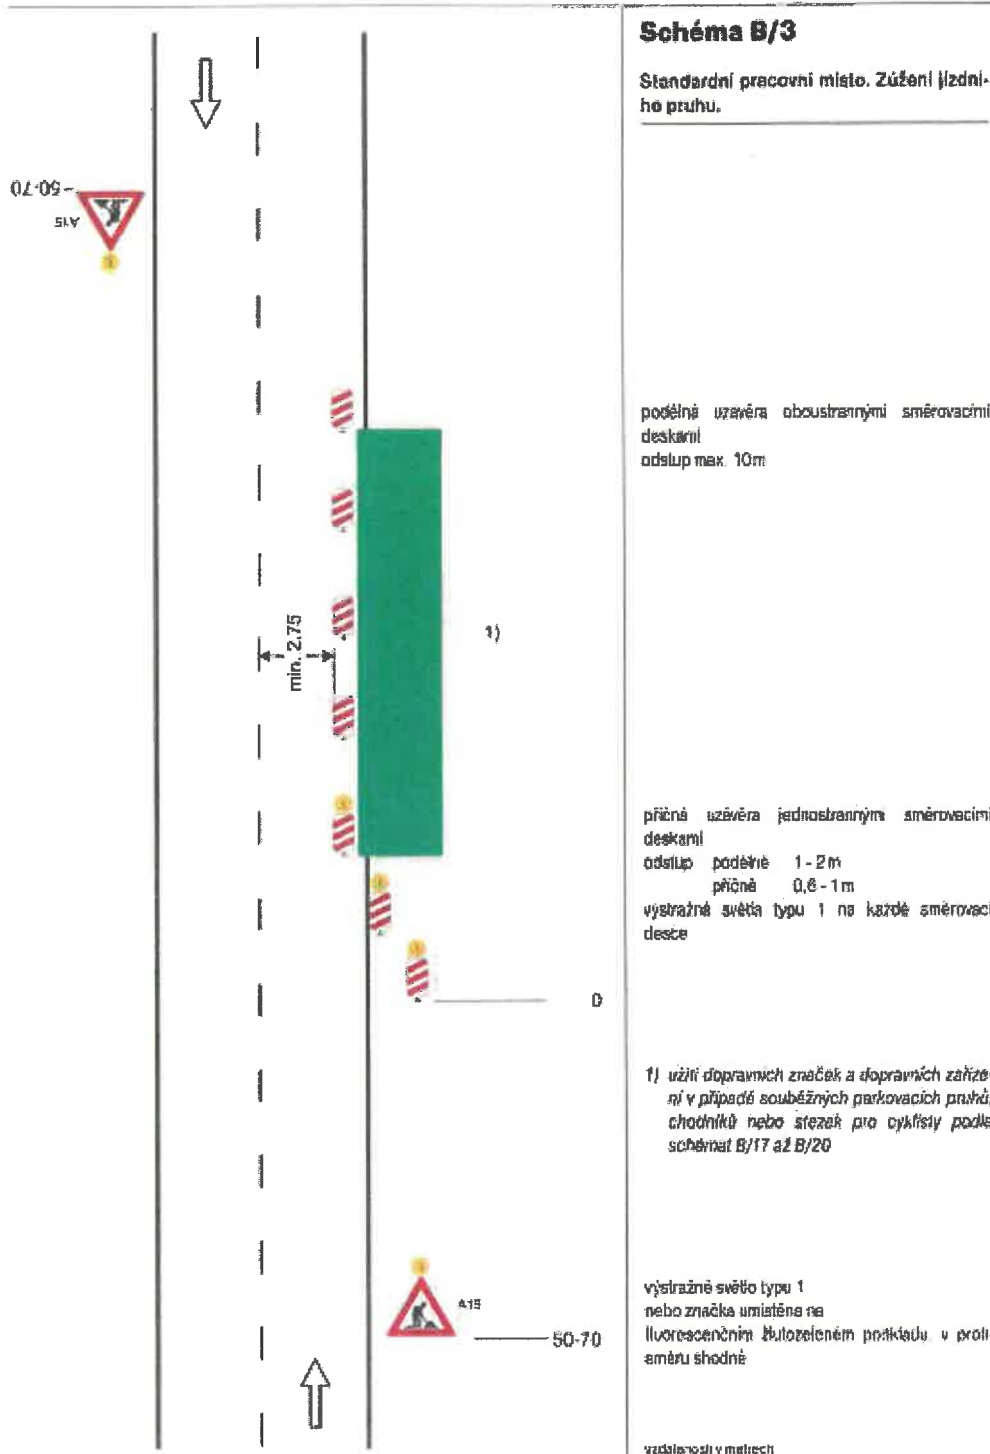 Schéma B/3
Standardní pracovní místo. Zúžení jízdní-
ho pruhu.
50-70
A15
podélná uzavěra oboustrannými směrovacími
deskami
odstup max. 10m
min. 2.75
1)
příčná uzávěra jednostranným směrovacími
deskami
odstup podélně 1 - 2 m
příčně 0,6 - 1 m
výstražná světla typu 1 na každé směrovací
desce
0
1) užití dopravních značek a dopravních zaříze-
ní v případě souběžných parkovacích pruhů,
chodníků nebo stezek pro cyklisty podle
schémat B/17 až B/20
výstražné světlo typu 1
nebo značka umístěna na
fluorescenčním žlutozeleném podkladu, v proti-
směru shodně
A15
50-70
vzdálenosti v metrech